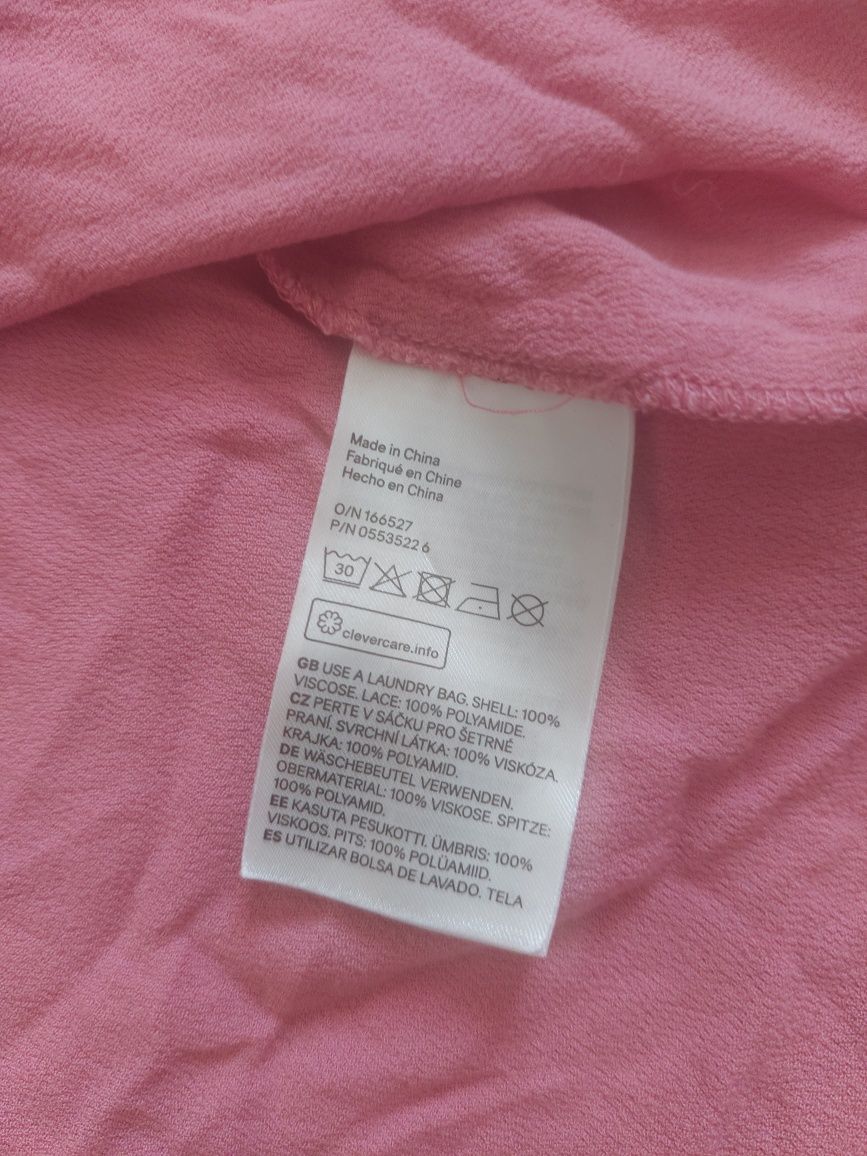 Made in China
Fabriqué en Chine
Hecho en China
O/N 166527
P/N 0553522 6
30
clevercare.info
GB USE A LAUNDRY BAG. SHELL: 100%
VISCOSE. LACE: 100% POLYAMIDE.
CZ PERTE V SÁČKU PRO ŠETRNÉ
PRANÍ. SVRCHNÍ LÁTKA: 100% VISKÓZA.
KRAJKA: 100% POLYAMID.
DE WÄSCHEBEUTEL VERWENDEN.
OBERMATERIAL: 100% VISKOSE. SPITZE:
100% POLYAMID.
EE KASUTA PESUKOTTI. ÜMBRIS: 100%
VISKOOS. PITS: 100% POLÜAMIID.
ES UTILIZAR BOLSA DE LAVADO. TELA